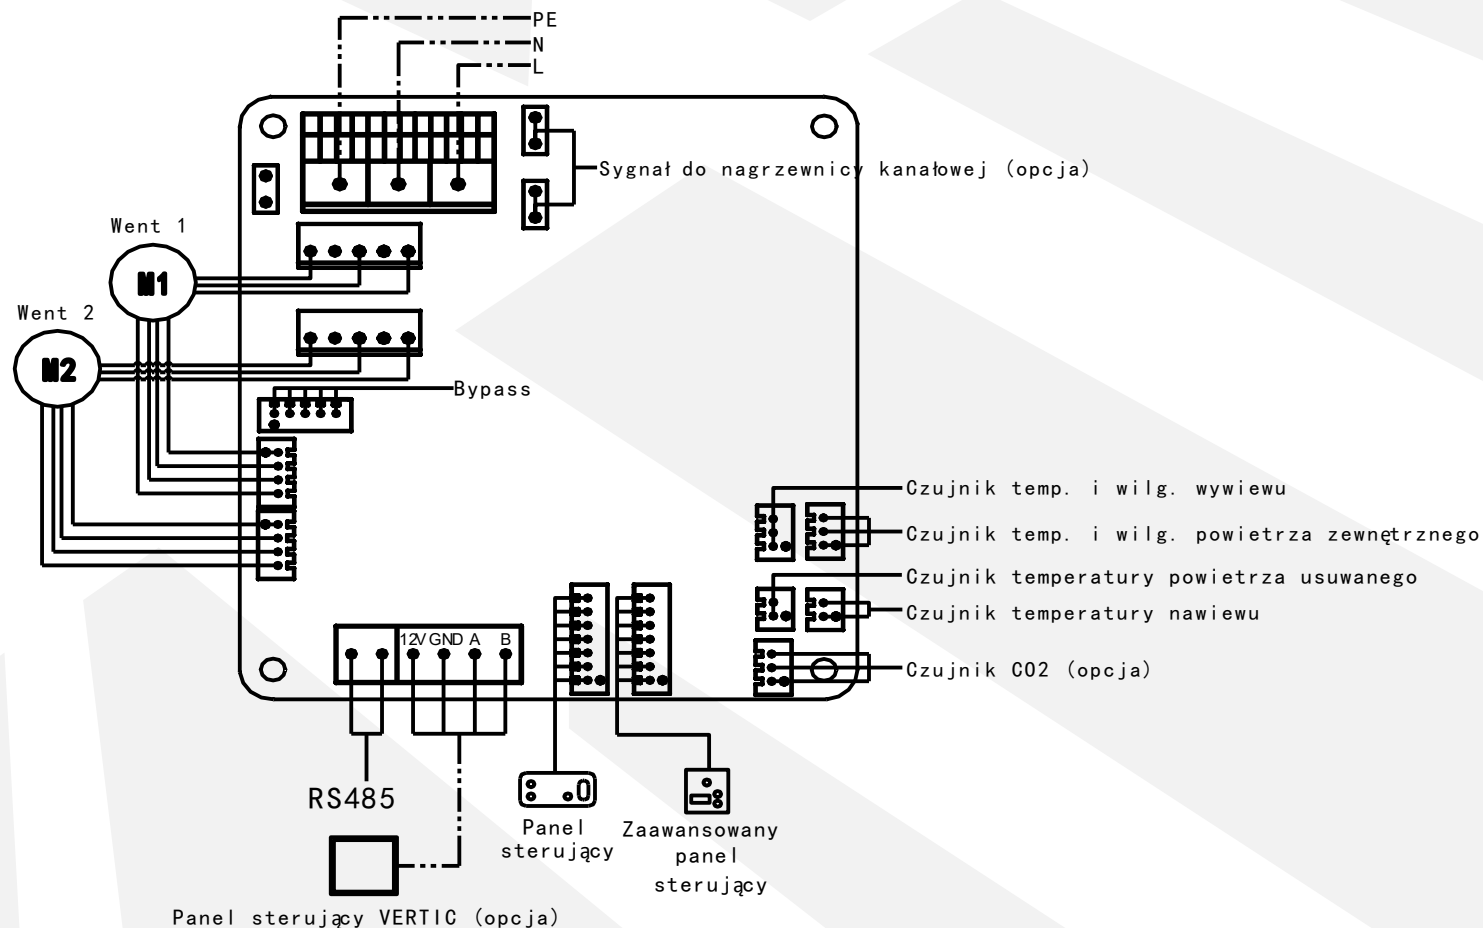 PE
N
L
Sygnał do nagrzewnicy kanałowej (opcja)
Went 1
M1
Went 2
M2
Bypass
Czujnik temp. i wilg. wywiewu
Czujnik temp. i wilg. powietrza zewnętrznego
Czujnik temperatury powietrza usuwanego
Czujnik temperatury nawiewu
Czujnik CO2 (opcja)
12V GND A B
RS485
Panel
sterujący
Zaawansowany
panel
sterujący
Panel sterujący VERTIC (opcja)